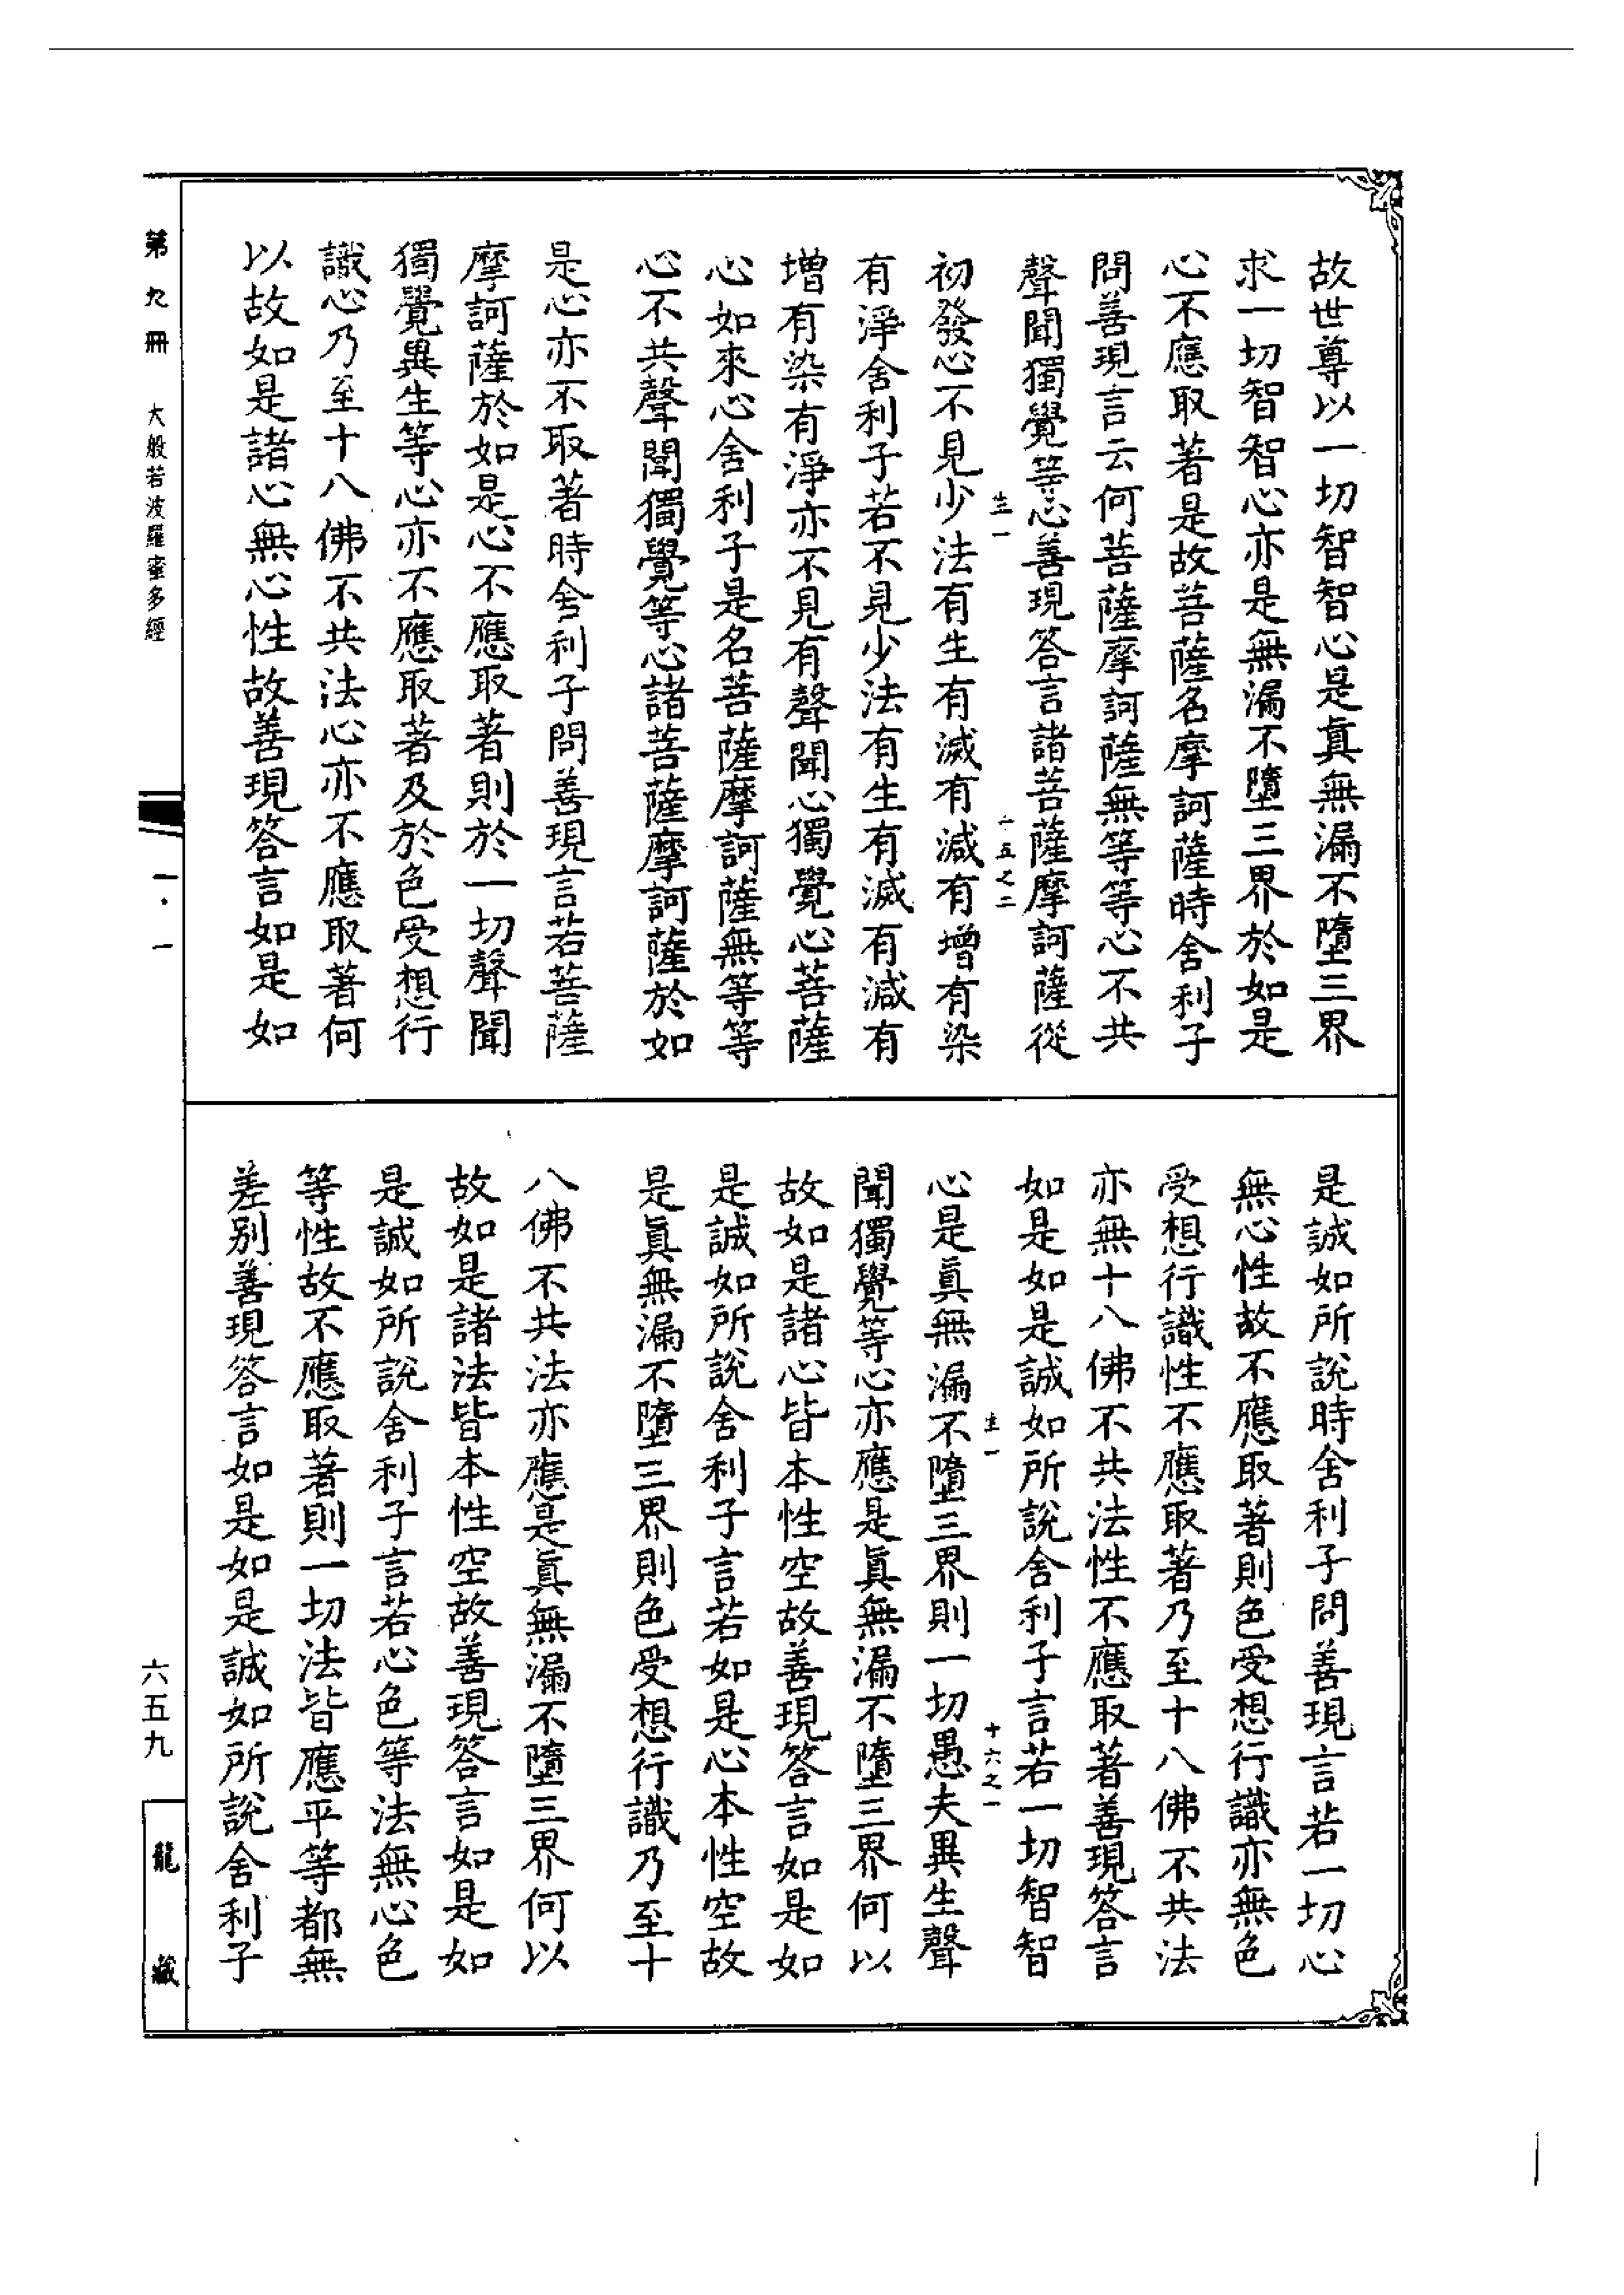 故世尊以一切智智心是真無漏不墮三界
求一切智智心亦是無漏不墮三界於如是
心不應取著是故菩薩名摩訶薩時舍利子
問善現言云何菩薩摩訶薩無等等心不共
聲聞獨覺等心善現答言諸菩薩摩訶薩從
生一
十五之二
初發心不見少法有生有滅有減有增有染
有淨舍利子若不見少法有生有滅有減有
增有染有淨亦不見有聲聞心獨覺心菩薩
心如來心舍利子是名菩薩摩訶薩無等等
心不共聲聞獨覺等心諸菩薩摩訶薩於如
是心亦不取著時舍利子問善現言若菩薩
摩訶薩於如是心不應取著則於一切聲聞
獨覺異生等心亦不應取著及於色受想行
識心乃至十八佛不共法心亦不應取著何
以故如是諸心無心性故善現答言如是如
是誠如所說時舍利子問善現言若一切心
無心性故不應取著則色受想行識亦無色
受想行識性不應取著乃至十八佛不共法
亦無十八佛不共法性不應取著善現答言
如是如是誠如所說舍利子言若一切智智
生一
十六之一
心是真無漏不墮三界則一切愚夫異生聲
聞獨覺等心亦應是真無漏不墮三界何以
故如是諸心皆本性空故善現答言如是如
是誠如所說舍利子言若如是心本性空故
是真無漏不墮三界則色受想行識乃至十
八佛不共法亦應是真無漏不墮三界何以
故如是諸法皆本性空故善現答言如是如
是誠如所說舍利子言若心色等法無心色
等性故不應取著則一切法皆應平等都無
差別善現答言如是如是誠如所說舍利子
第九冊
大般若波羅蜜多經
一·一
六五九
龍藏